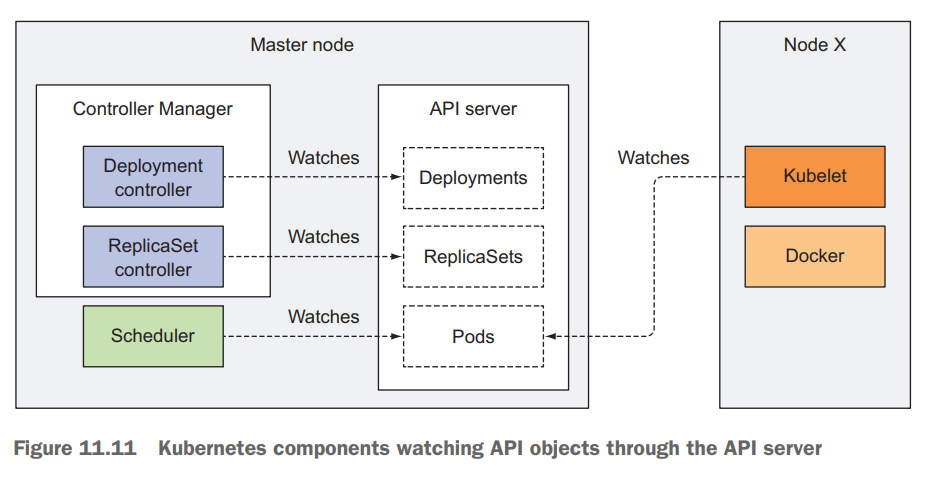 Master node
Node X
Controller Manager
API server
Deployment
controller
Watches
Deployments
Watches
Kubelet
ReplicaSet
controller
Watches
ReplicaSets
Docker
Scheduler
Watches
Pods
Figure 11.11 Kubernetes components watching API objects through the API server